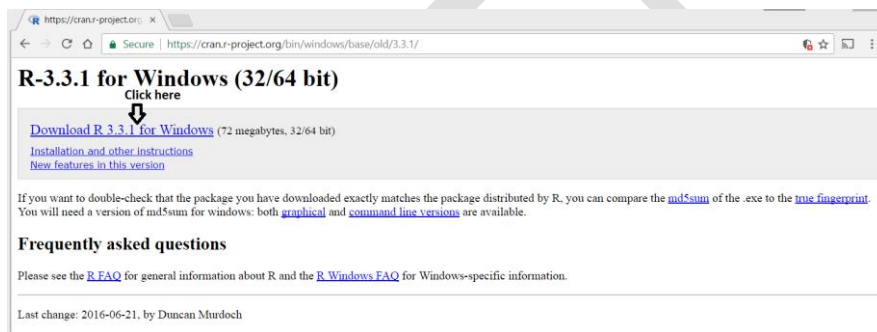 https://cran.r-project.org
Secure | https://cran.r-project.org/bin/windows/base/old/3.3.1/
R-3.3.1 for Windows (32/64 bit)
Click here
Download R 3.3.1 for Windows (72 megabytes, 32/64 bit)
Installation and other instructions
New features in this version
If you want to double-check that the package you have downloaded exactly matches the package distributed by R, you can compare the md5sum of the .exe to the true fingerprint.
You will need a version of md5sum for windows: both graphical and command line versions are available.
Frequently asked questions
Please see the R FAQ for general information about R and the R Windows FAQ for Windows-specific information.
Last change: 2016-06-21, by Duncan Murdoch